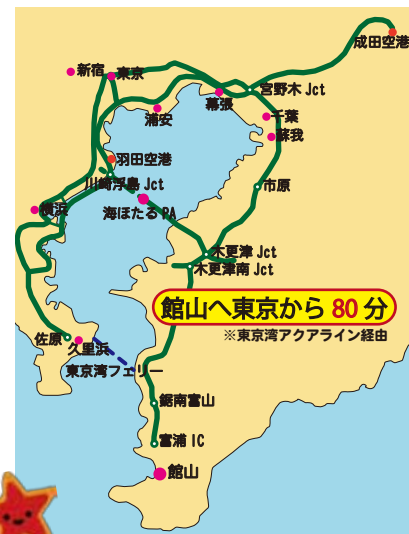 成田空港
新宿
東京
宮野木 Jct
幕張
浦安
千葉
蘇我
羽田空港
川崎浮島 Jct
市原
横浜
海ほたる PA
木更津 Jct
木更津南 Jct
館山へ東京から 80 分
※東京湾アクアライン経由
佐原
久里浜
東京湾フェリー
鋸南富山
富浦 IC
館山